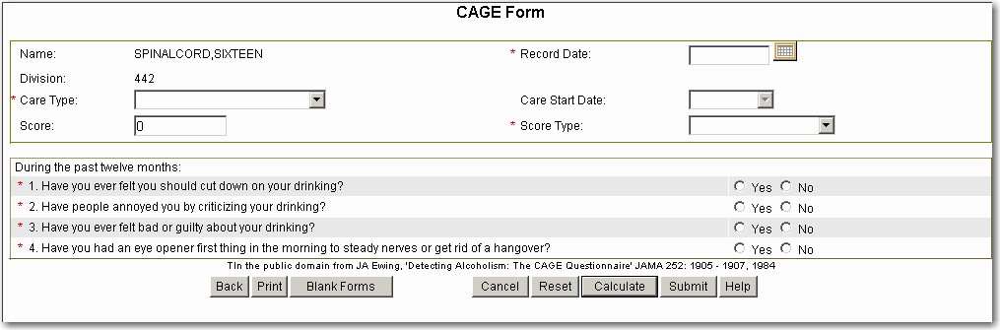 CAGE Form
Name: SPINALCORD,SIXTEEN * Record Date:
Division: 442
* Care Type: Care Start Date:
Score: 0 * Score Type:
During the past twelve months:
* 1. Have you ever felt you should cut down on your drinking? Yes No
* 2. Have people annoyed you by criticizing your drinking? Yes No
* 3. Have you ever felt bad or guilty about your drinking? Yes No
* 4. Have you had an eye opener first thing in the morning to steady nerves or get rid of a hangover? Yes No
TIn the public domain from JA Ewing, 'Detecting Alcoholism: The CAGE Questionnaire' JAMA 252: 1905 - 1907, 1984
Back Print Blank Forms Cancel Reset Calculate Submit Help